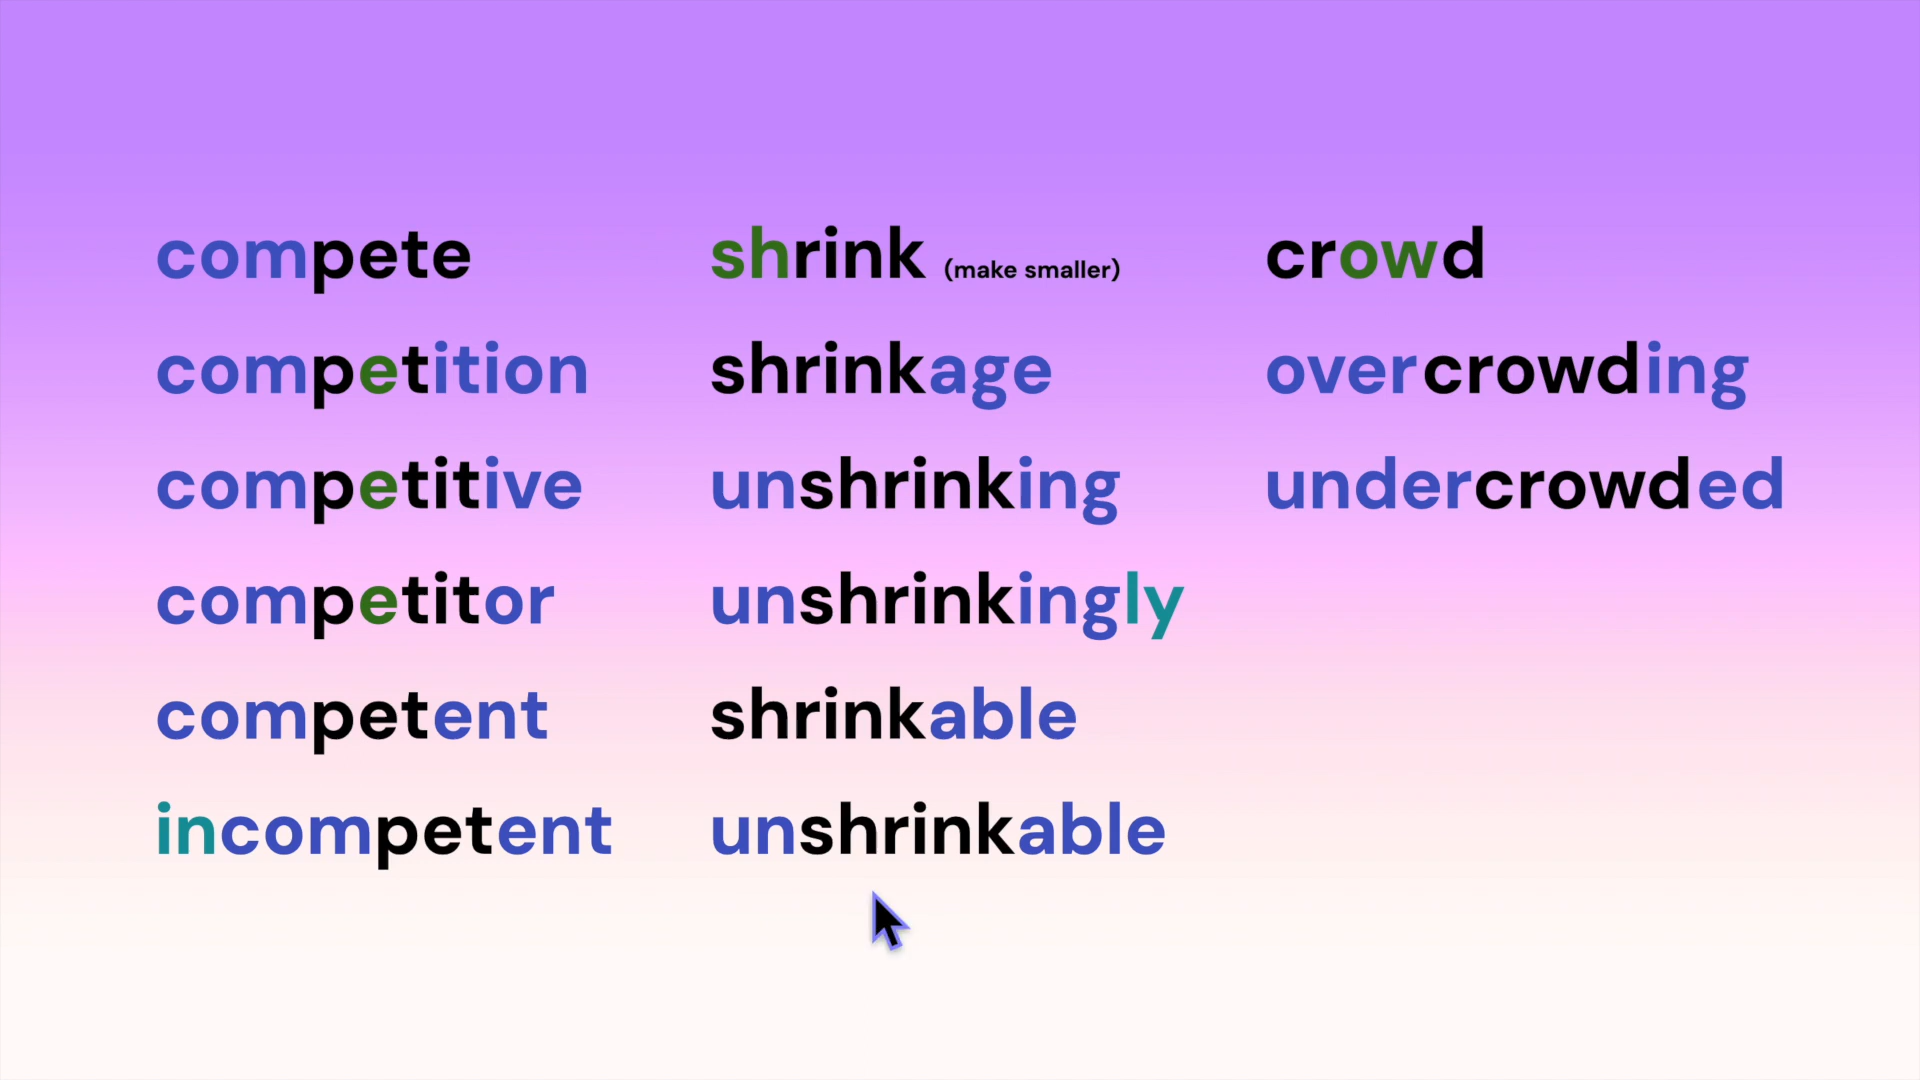 compete
competition
competitive
competitor
competent
incompetent
shrink (make smaller)
shrinkage
unshrinking
unshrinkingly
shrinkable
unshrinkable
crowd
overcrowding
undercrowded